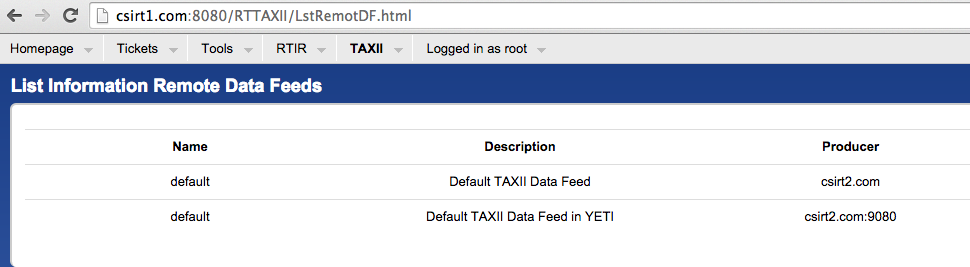 csirt1.com:8080/RTTAXII/LstRemotDF.html
Homepage Tickets Tools RTIR TAXII Logged in as root
List Information Remote Data Feeds
Name Description Producer
default Default TAXII Data Feed csirt2.com
default Default TAXII Data Feed in YETI csirt2.com:9080